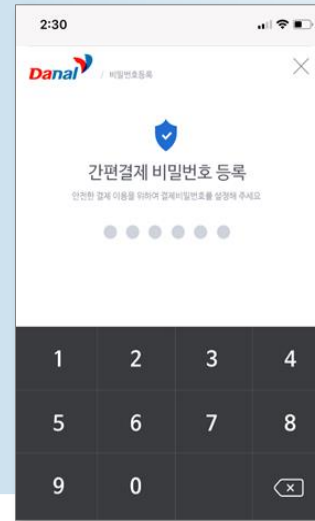 2:30
Danal / 비밀번호등록
간편결제 비밀번호 등록
안전한 결제 이용을 위하여 결제비밀번호를 설정해 주세요
1 2 3 4
5 6 7 8
9 0